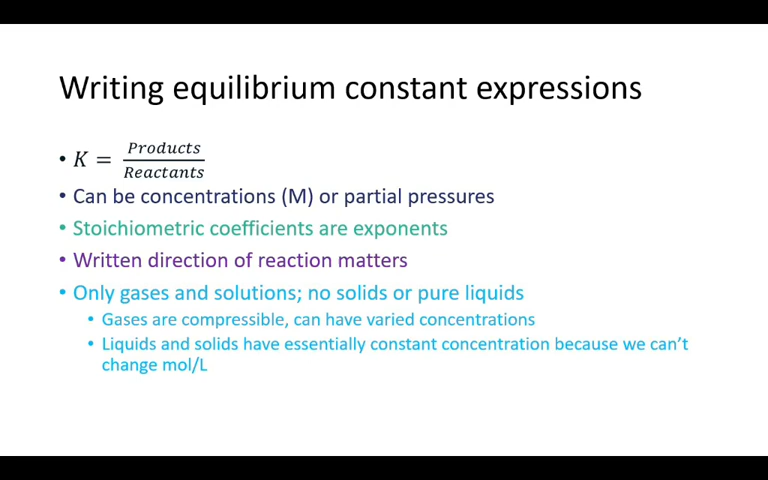 Writing equilibrium constant expressions
• K = Products / Reactants
• Can be concentrations (M) or partial pressures
• Stoichiometric coefficients are exponents
• Written direction of reaction matters
• Only gases and solutions; no solids or pure liquids
• Gases are compressible, can have varied concentrations
• Liquids and solids have essentially constant concentration because we can't
change mol/L